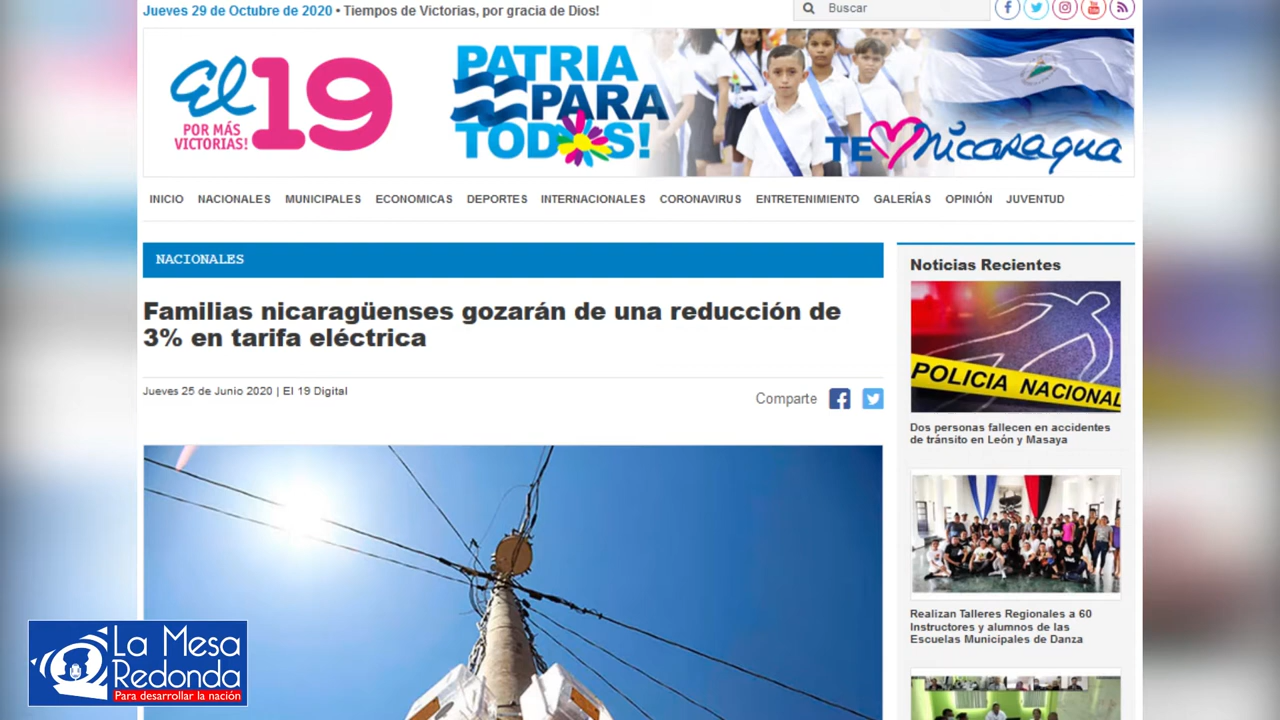 Jueves 29 de Octubre de 2020 • Tiempos de Victorias, por gracia de Dios!
Buscar
El 19
POR MÁS
VICTORIAS!
PATRIA
PARA
TODOS!
TE Nicaragua
INICIO NACIONALES MUNICIPALES ECONOMICAS DEPORTES INTERNACIONALES CORONAVIRUS ENTRETENIMIENTO GALERÍAS OPINIÓN JUVENTUD
NACIONALES
Familias nicaragüenses gozarán de una reducción de
3% en tarifa eléctrica
Jueves 25 de Junio 2020 | El 19 Digital
Comparte
Noticias Recientes
POLICIA NACIONAL
Dos personas fallecen en accidentes
de tránsito en León y Masaya
Realizan Talleres Regionales a 60
Instructores y alumnos de las
Escuelas Municipales de Danza
La Mesa
Redonda
Para desarrollar la nación